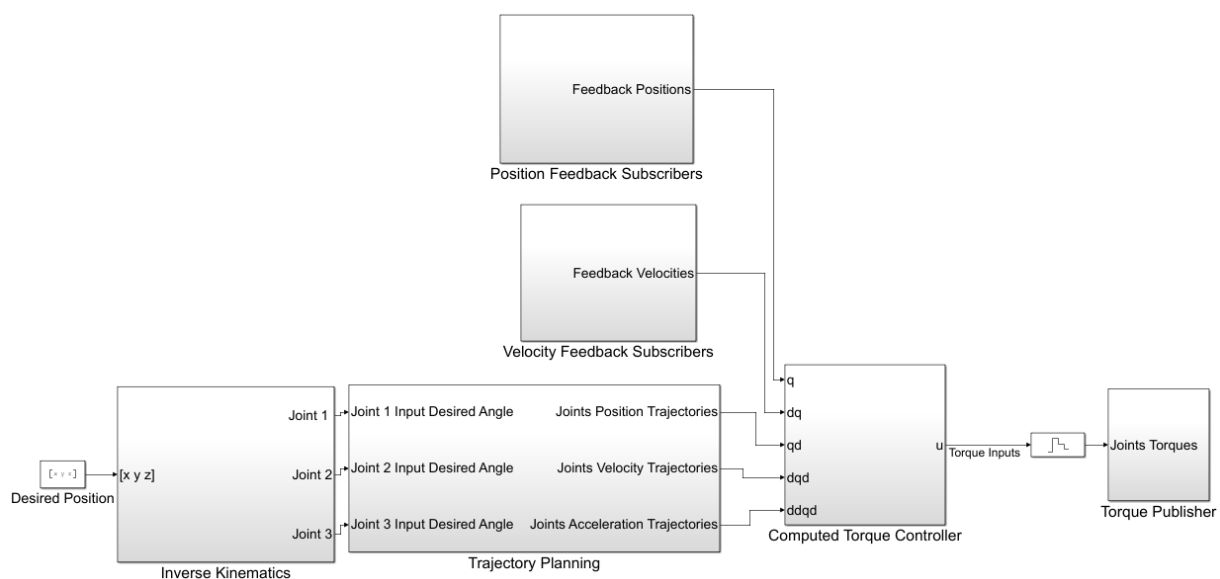 Feedback Positions
Position Feedback Subscribers
Feedback Velocities
Velocity Feedback Subscribers
[x y z]
Desired Position
[x y z]
Joint 1
Joint 2
Joint 3
Inverse Kinematics
Joint 1 Input Desired Angle
Joint 2 Input Desired Angle
Joint 3 Input Desired Angle
Joints Position Trajectories
Joints Velocity Trajectories
Joints Acceleration Trajectories
Trajectory Planning
q
dq
qd
dqd
ddqd
u
Computed Torque Controller
Torque Inputs
Joints Torques
Torque Publisher